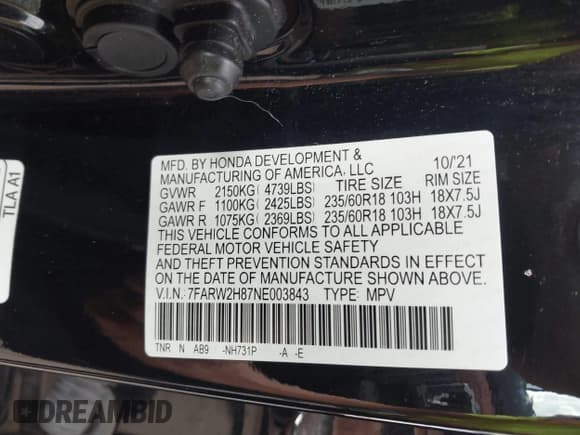 TLA A1
MFD. BY HONDA DEVELOPMENT &
MANUFACTURING OF AMERICA, LLC 10/'21
GVWR 2150KG( 4739LBS) TIRE SIZE RIM SIZE
GAWR F 1100KG( 2425LBS) 235/60R18 103H 18X7.5J
GAWR R 1075KG( 2369LBS) 235/60R18 103H 18X7.5J
THIS VEHICLE CONFORMS TO ALL APPLICABLE
FEDERAL MOTOR VEHICLE SAFETY
AND THEFT PREVENTION STANDARDS IN EFFECT
ON THE DATE OF MANUFACTURE SHOWN ABOVE.
V.I.N.: 7FARW2H87NE003843 TYPE: MPV
TNR N AB9 -NH731P -A -E
DREAMBID